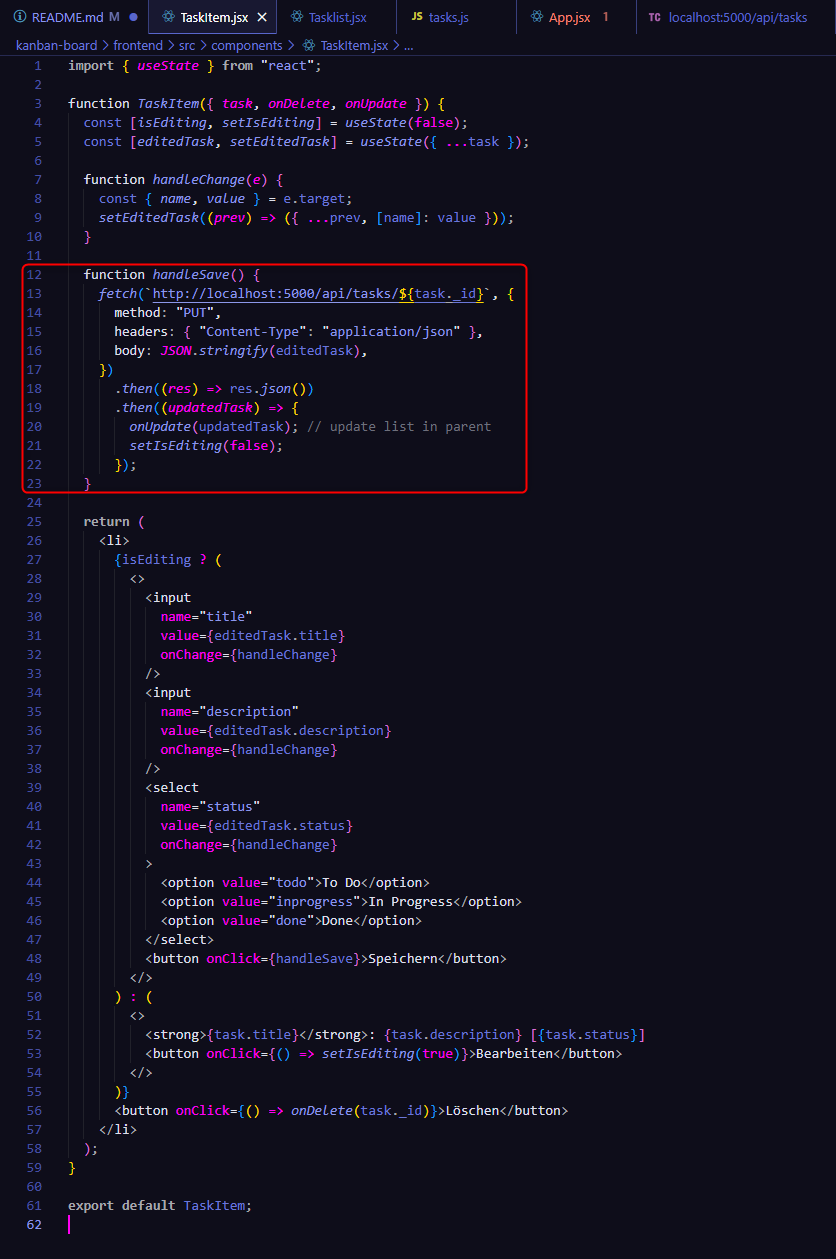 README.md M TaskItem.jsx Tasklist.jsx JS tasks.js App.jsx 1 TC localhost:5000/api/tasks
kanban-board > frontend > src > components > TaskItem.jsx > ...
1 import { useState } from "react";
2
3 function TaskItem({ task, onDelete, onUpdate }) {
4 const [isEditing, setIsEditing] = useState(false);
5 const [editedTask, setEditedTask] = useState({ ...task });
6
7 function handleChange(e) {
8 const { name, value } = e.target;
9 setEditedTask((prev) => ({ ...prev, [name]: value }));
10 }
11
12 function handleSave() {
13 fetch(`http://localhost:5000/api/tasks/${task._id}`, {
14 method: "PUT",
15 headers: { "Content-Type": "application/json" },
16 body: JSON.stringify(editedTask),
17 })
18 .then((res) => res.json())
19 .then((updatedTask) => {
20 onUpdate(updatedTask); // update list in parent
21 setIsEditing(false);
22 });
23 }
24
25 return (
26 <li>
27 {isEditing ? (
28 <>
29 <input
30 name="title"
31 value={editedTask.title}
32 onChange={handleChange}
33 />
34 <input
35 name="description"
36 value={editedTask.description}
37 onChange={handleChange}
38 />
39 <select
40 name="status"
41 value={editedTask.status}
42 onChange={handleChange}
43 >
44 <option value="todo">To Do</option>
45 <option value="inprogress">In Progress</option>
46 <option value="done">Done</option>
47 </select>
48 <button onClick={handleSave}>Speichern</button>
49 </>
50 ) : (
51 <>
52 <strong>{task.title}</strong>: {task.description} [{task.status}]
53 <button onClick={() => setIsEditing(true)}>Bearbeiten</button>
54 </>
55 )}
56 <button onClick={() => onDelete(task._id)}>Löschen</button>
57 </li>
58 );
59 }
60
61 export default TaskItem;
62